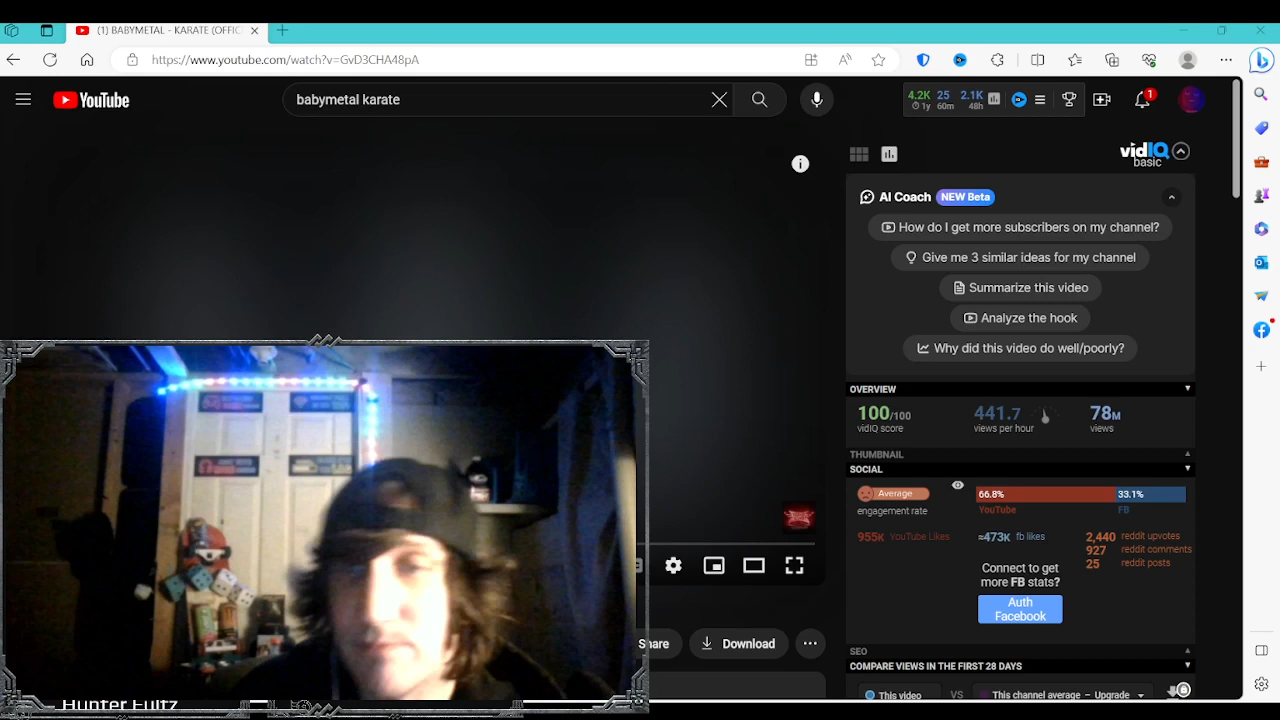 (1) BABYMETAL - KARATE (OFFIC
https://www.youtube.com/watch?v=GvD3CHA48pA
YouTube
babymetal karate
4.2K 25 2.1K
1y 60m 48h
1
vidIQ
basic
AI Coach NEW Beta
How do I get more subscribers on my channel?
Give me 3 similar ideas for my channel
Summarize this video
Analyze the hook
Why did this video do well/poorly?
OVERVIEW
100/100 441.7 78M
vidIQ score views per hour views
THUMBNAIL
SOCIAL
Average 66.8% 33.1%
engagement rate YouTube FB
955K YouTube Likes ≈473K fb likes 2,440 reddit upvotes
927 reddit comments
25 reddit posts
Connect to get
more FB stats?
Auth
Facebook
Share Download
SEO
COMPARE VIEWS IN THE FIRST 28 DAYS
This video VS This channel average – Upgrade
Hunter Fultz